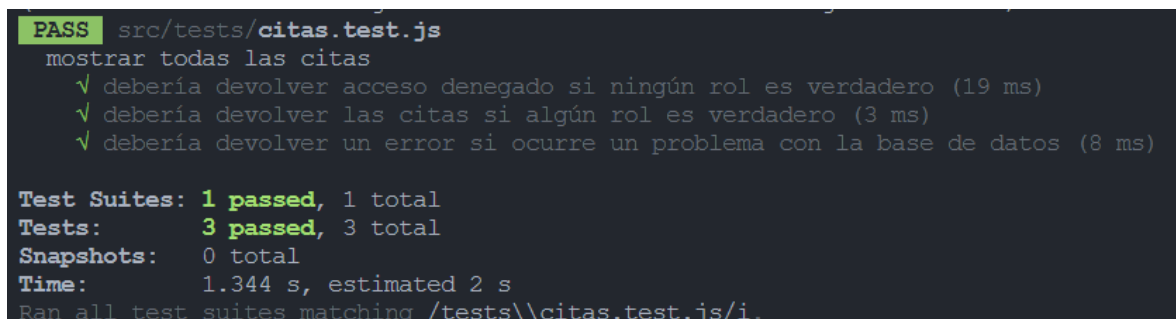 PASS src/tests/citas.test.js
mostrar todas las citas
√ debería devolver acceso denegado si ningún rol es verdadero (19 ms)
√ debería devolver las citas si algún rol es verdadero (3 ms)
√ debería devolver un error si ocurre un problema con la base de datos (8 ms)
Test Suites: 1 passed, 1 total
Tests: 3 passed, 3 total
Snapshots: 0 total
Time: 1.344 s, estimated 2 s
Ran all test suites matching /tests\\citas.test.js/i.